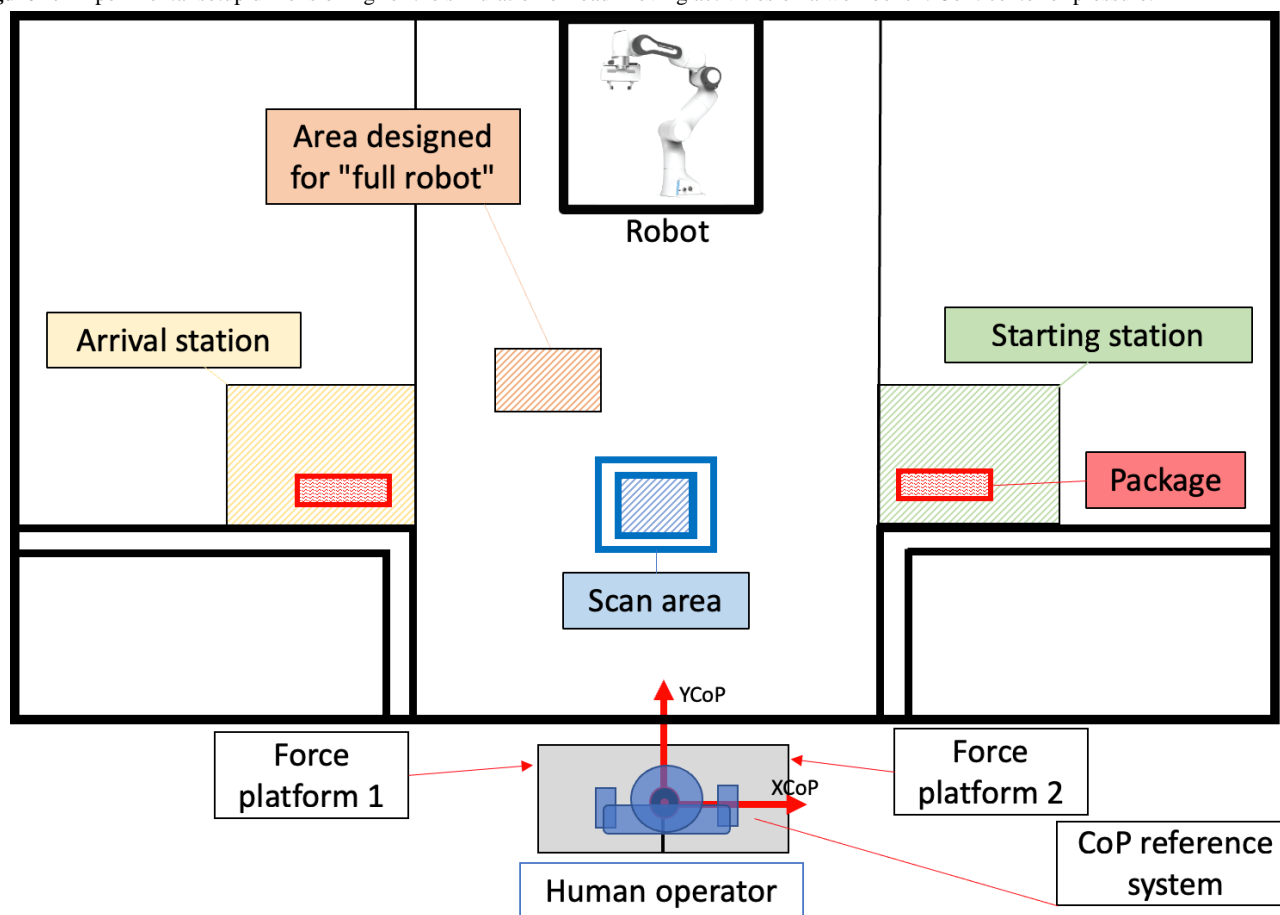 Robot
Area designed
for "full robot"
Arrival station
Starting station
Package
Scan area
YCoP
XCoP
Force
platform 1
Force
platform 2
CoP reference
system
Human operator